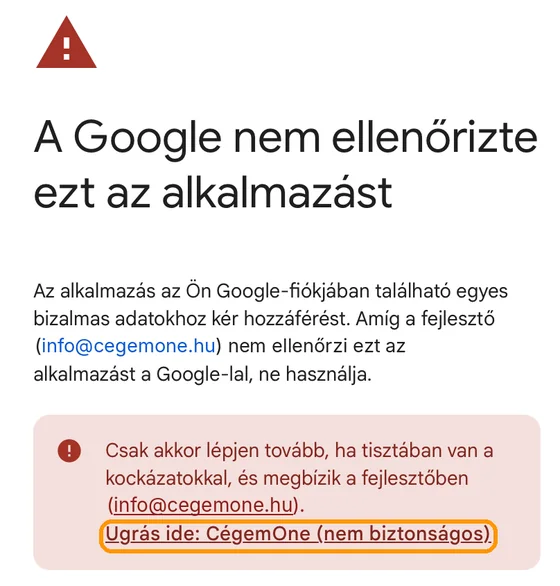 A Google nem ellenőrizte
ezt az alkalmazást
Az alkalmazás az Ön Google-fiókjában található egyes
bizalmas adatokhoz kér hozzáférést. Amíg a fejlesztő
(info@cegemone.hu) nem ellenőrzi ezt az
alkalmazást a Google-lal, ne használja.
Csak akkor lépjen tovább, ha tisztában van a
kockázatokkal, és megbízik a fejlesztőben
(info@cegemone.hu).
Ugrás ide: CégemOne (nem biztonságos)